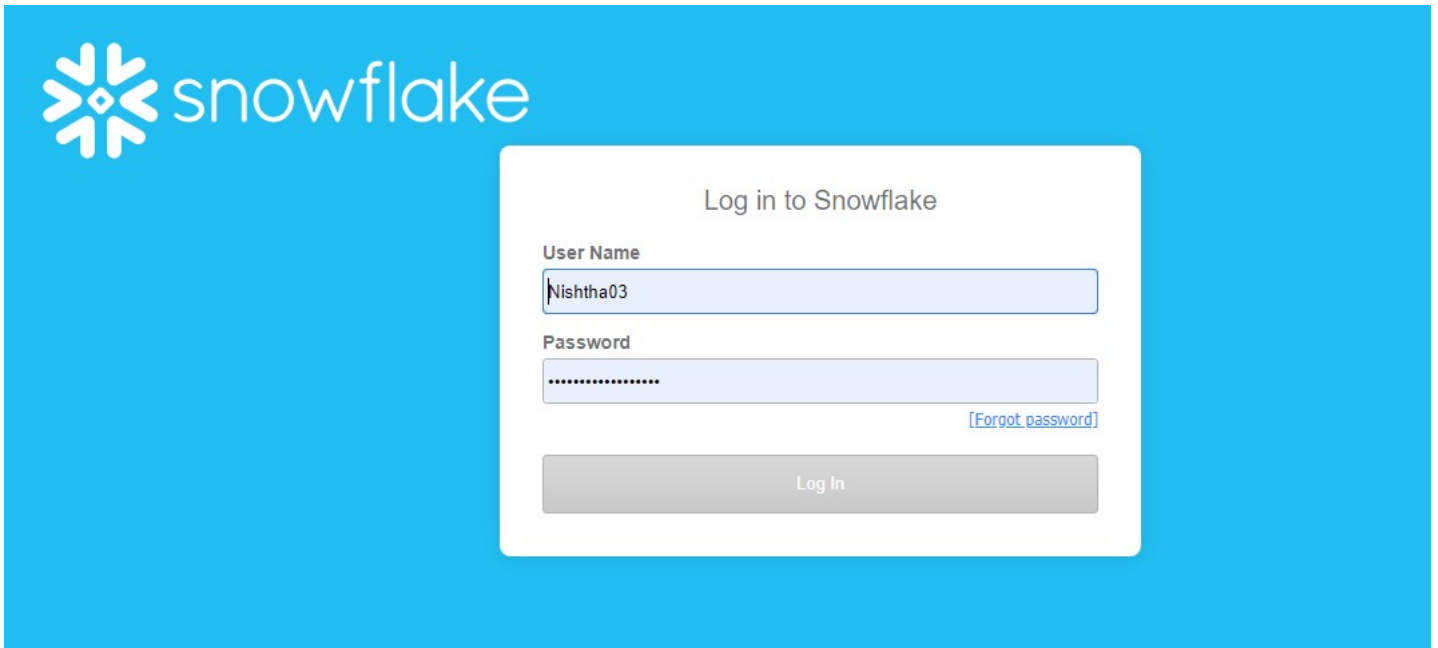 snowflake
Log in to Snowflake
User Name
Nishtha03
Password
••••••••••••••••••
[Forgot password]
Log In